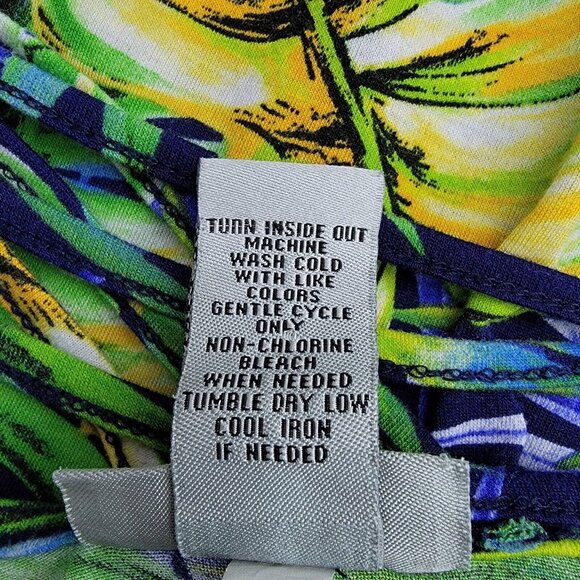 TURN INSIDE OUT
MACHINE
WASH COLD
WITH LIKE
COLORS
GENTLE CYCLE
ONLY
NON-CHLORINE
BLEACH
WHEN NEEDED
TUMBLE DRY LOW
COOL IRON
IF NEEDED